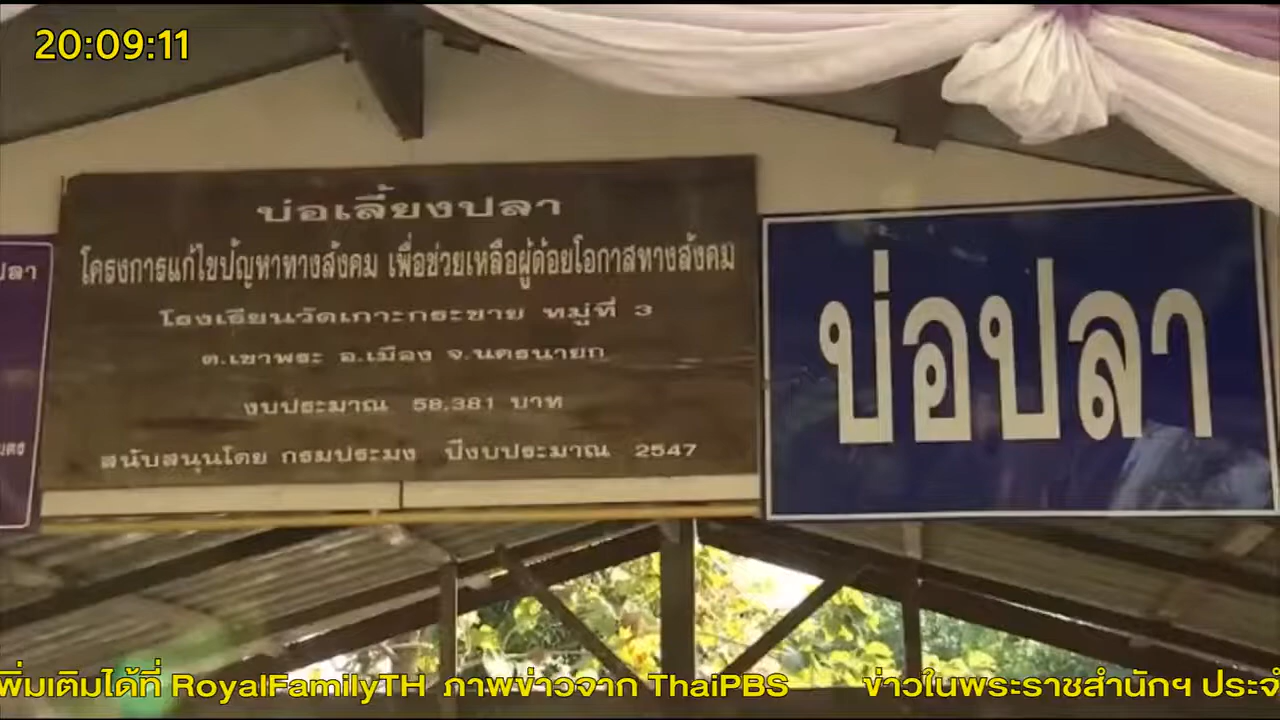 20:09:11
ปลา
บ่อเลี้ยงปลา
โครงการแก้ไขปัญหาทางสังคม เพื่อช่วยเหลือผู้ด้อยโอกาสทางสังคม
โรงเรียนวัดเกาะกระชาย หมู่ที่ 3
ต.เขาพระ อ.เมือง จ.นครนายก
งบประมาณ 58,381 บาท
สนับสนุนโดย กรมประมง ปีงบประมาณ 2547
บ่อปลา
พิ่มเติมได้ที่ RoyalFamilyTH ภาพข่าวจาก ThaiPBS ข่าวในพระราชสำนักฯ ประจำ